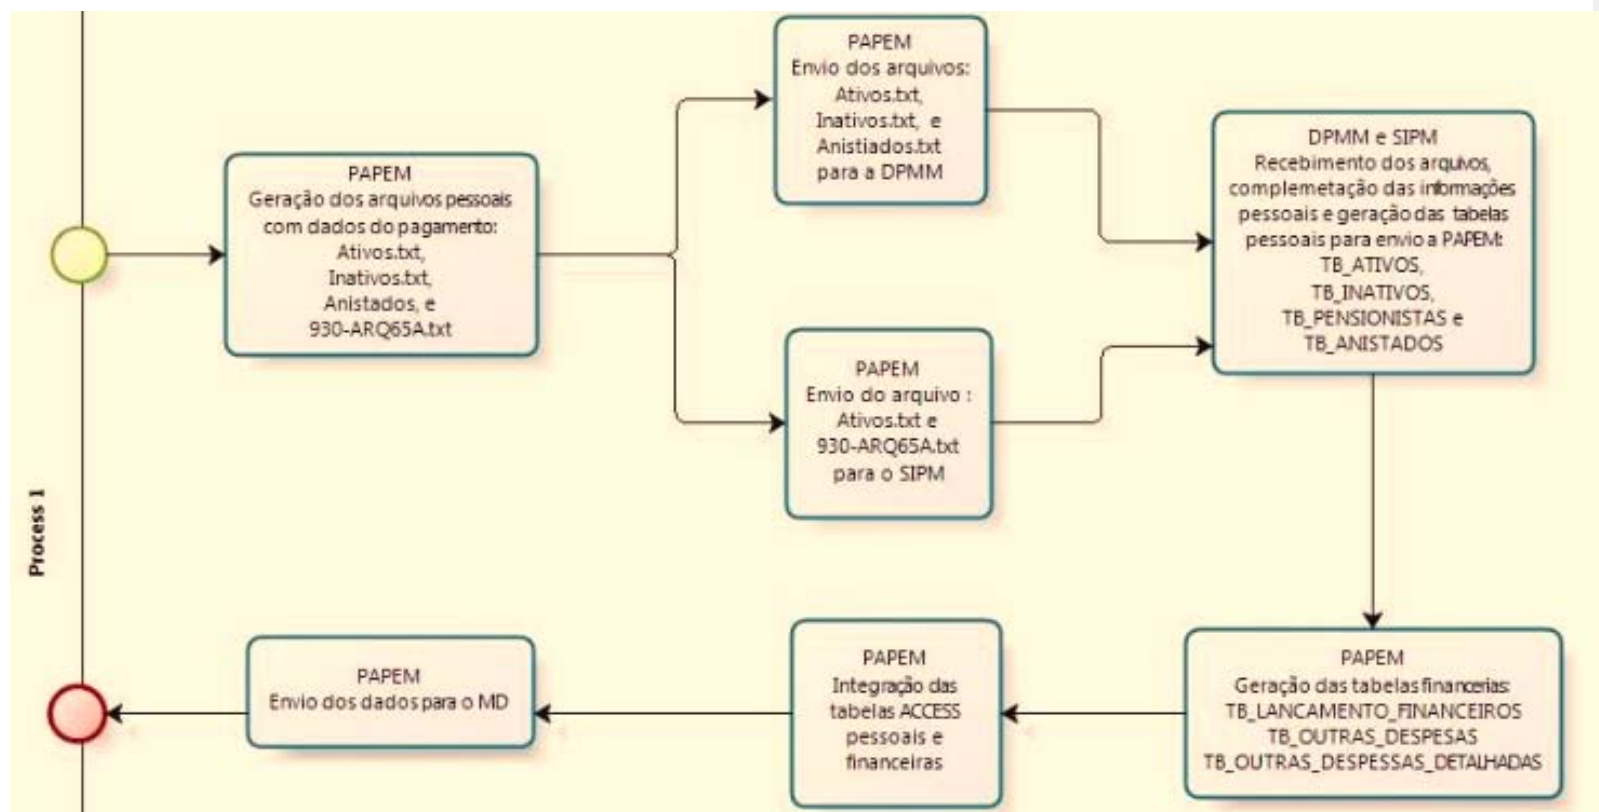 Process 1
PAPEM
Geração dos arquivos pessoais
com dados do pagamento:
Ativos.txt,
Inativos.txt,
Anistados, e
930-ARQ65A.txt
PAPEM
Envio dos arquivos:
Ativos.txt,
Inativos.txt, e
Anistiados.txt
para a DPMM
PAPEM
Envio do arquivo :
Ativos.txt e
930-ARQ65A.txt
para o SIPM
DPMM e SIPM
Recebimento dos arquivos,
complemetação das informações
pessoais e geração das tabelas
pessoais para envio a PAPEM:
TB_ATIVOS,
TB_INATIVOS,
TB_PENSIONISTAS e
TB_ANISTADOS
PAPEM
Geração das tabelas financerias:
TB_LANCAMENTO_FINANCEIROS
TB_OUTRAS_DESPESAS
TB_OUTRAS_DESPESSAS_DETALHADAS
PAPEM
Integração das
tabelas ACCESS
pessoais e
financeiras
PAPEM
Envio dos dados para o MD